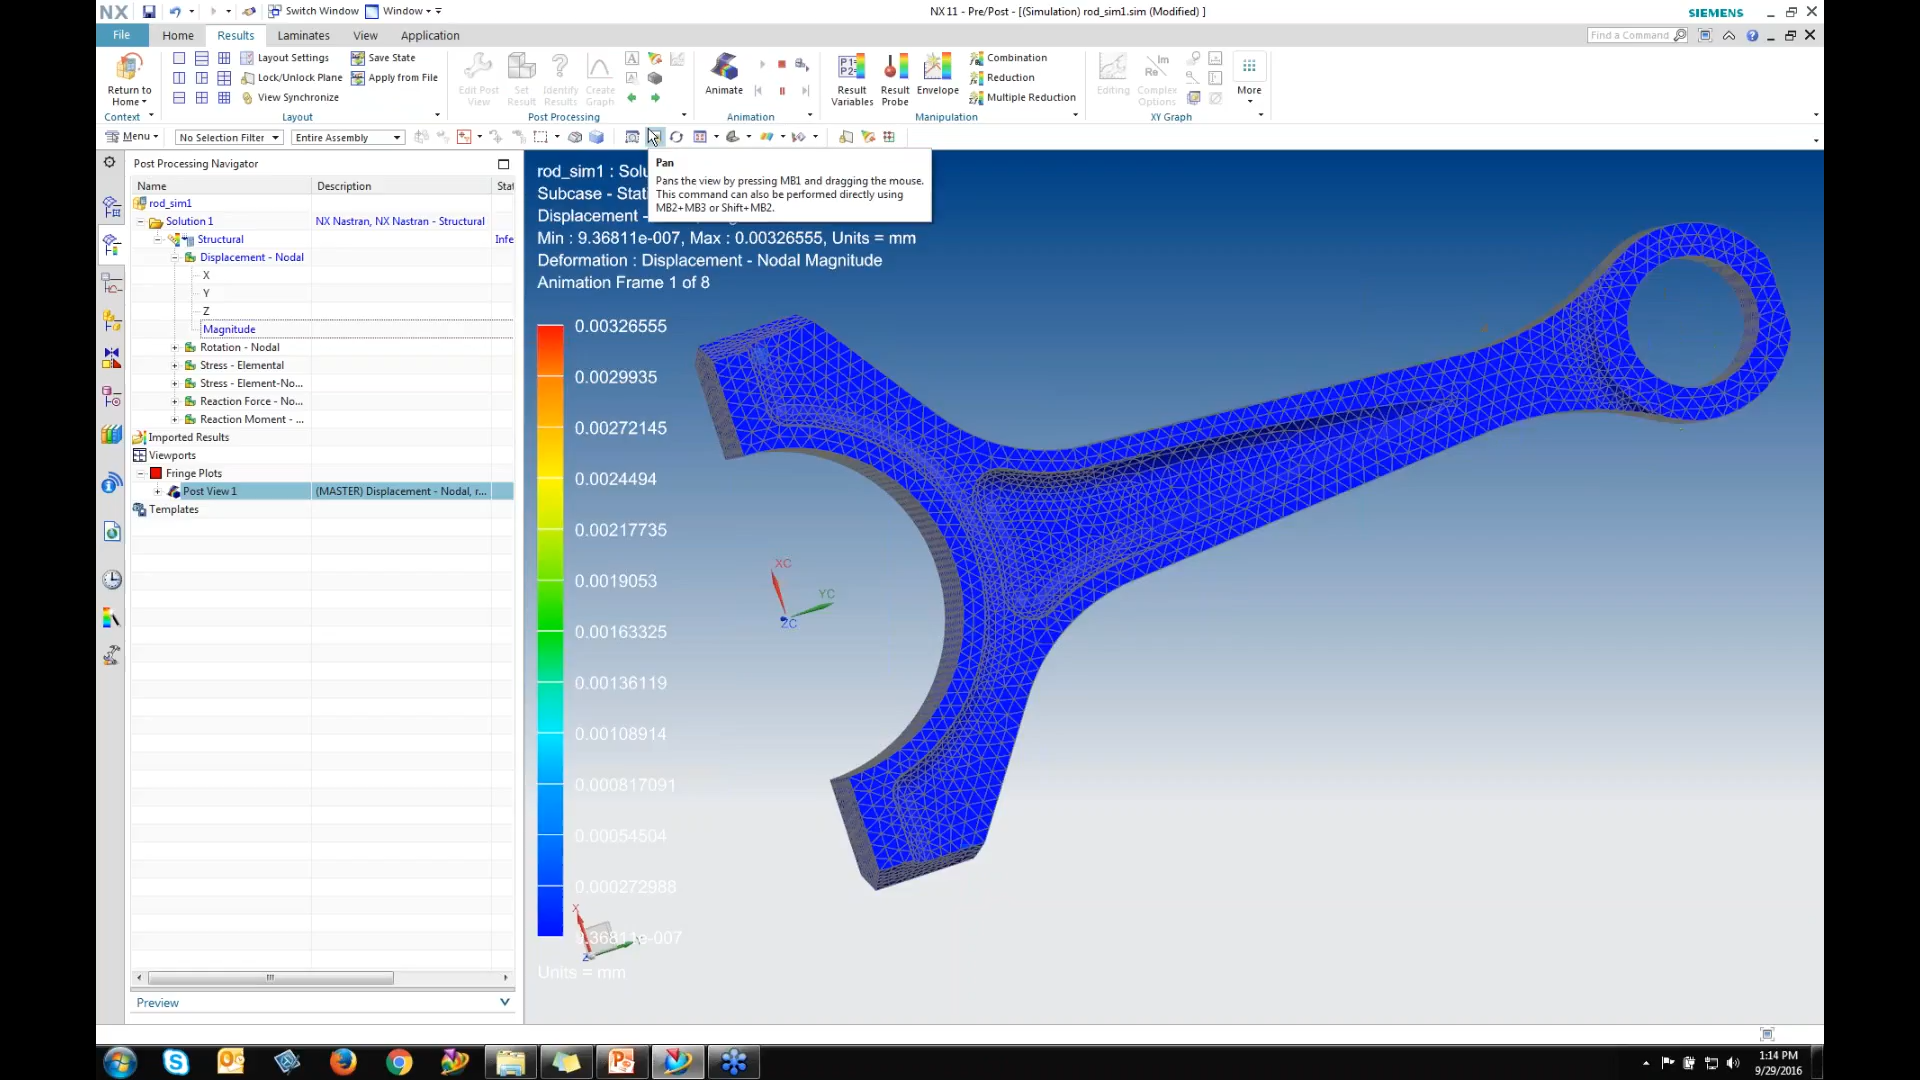 NX
Switch Window
Window
NX 11 - Pre/Post - [(Simulation) rod_sim1.sim (Modified) ]
SIEMENS
File
Home
Results
Laminates
View
Application
Find a Command
Return to
Home
Context
Layout Settings
Lock/Unlock Plane
View Synchronize
Save State
Apply from File
Layout
Edit Post
View
Set
Result
Identify
Results
Create
Graph
Post Processing
Animate
Animation
Result
Variables
Result
Probe
Envelope
Combination
Reduction
Multiple Reduction
Manipulation
Editing
Complex
Options
XY Graph
More
Menu
No Selection Filter
Entire Assembly
Post Processing Navigator
Name
Description
Stat
rod_sim1
Solution 1
NX Nastran, NX Nastran - Structural
Structural
Infe
Displacement - Nodal
X
Y
Z
Magnitude
Rotation - Nodal
Stress - Elemental
Stress - Element-No...
Reaction Force - No...
Reaction Moment - ...
Imported Results
Viewports
Fringe Plots
Post View 1
(MASTER) Displacement - Nodal, r...
Templates
Preview
Pan
Pans the view by pressing MB1 and dragging the mouse.
This command can also be performed directly using
MB2+MB3 or Shift+MB2.
rod_sim1 : Solu
Subcase - Stati
Displacement -
Min : 9.36811e-007, Max : 0.00326555, Units = mm
Deformation : Displacement - Nodal Magnitude
Animation Frame 1 of 8
0.00326555
0.0029935
0.00272145
0.0024494
0.00217735
0.0019053
0.00163325
0.00136119
0.00108914
0.000817091
0.00054504
0.000272988
9.36811e-007
Units = mm
XC
YC
ZC
X
Z
1:14 PM
9/29/2016